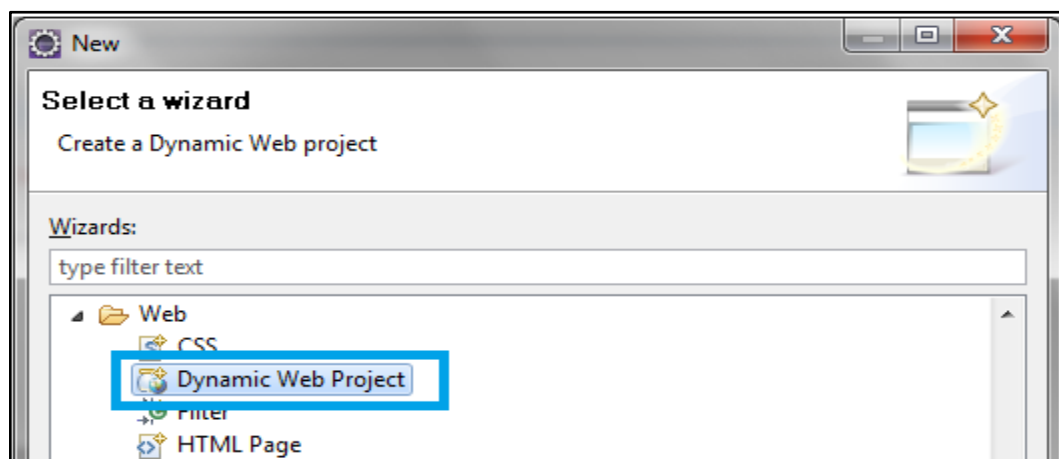 New
Select a wizard
Create a Dynamic Web project
Wizards:
type filter text
Web
CSS
Dynamic Web Project
Filter
HTML Page